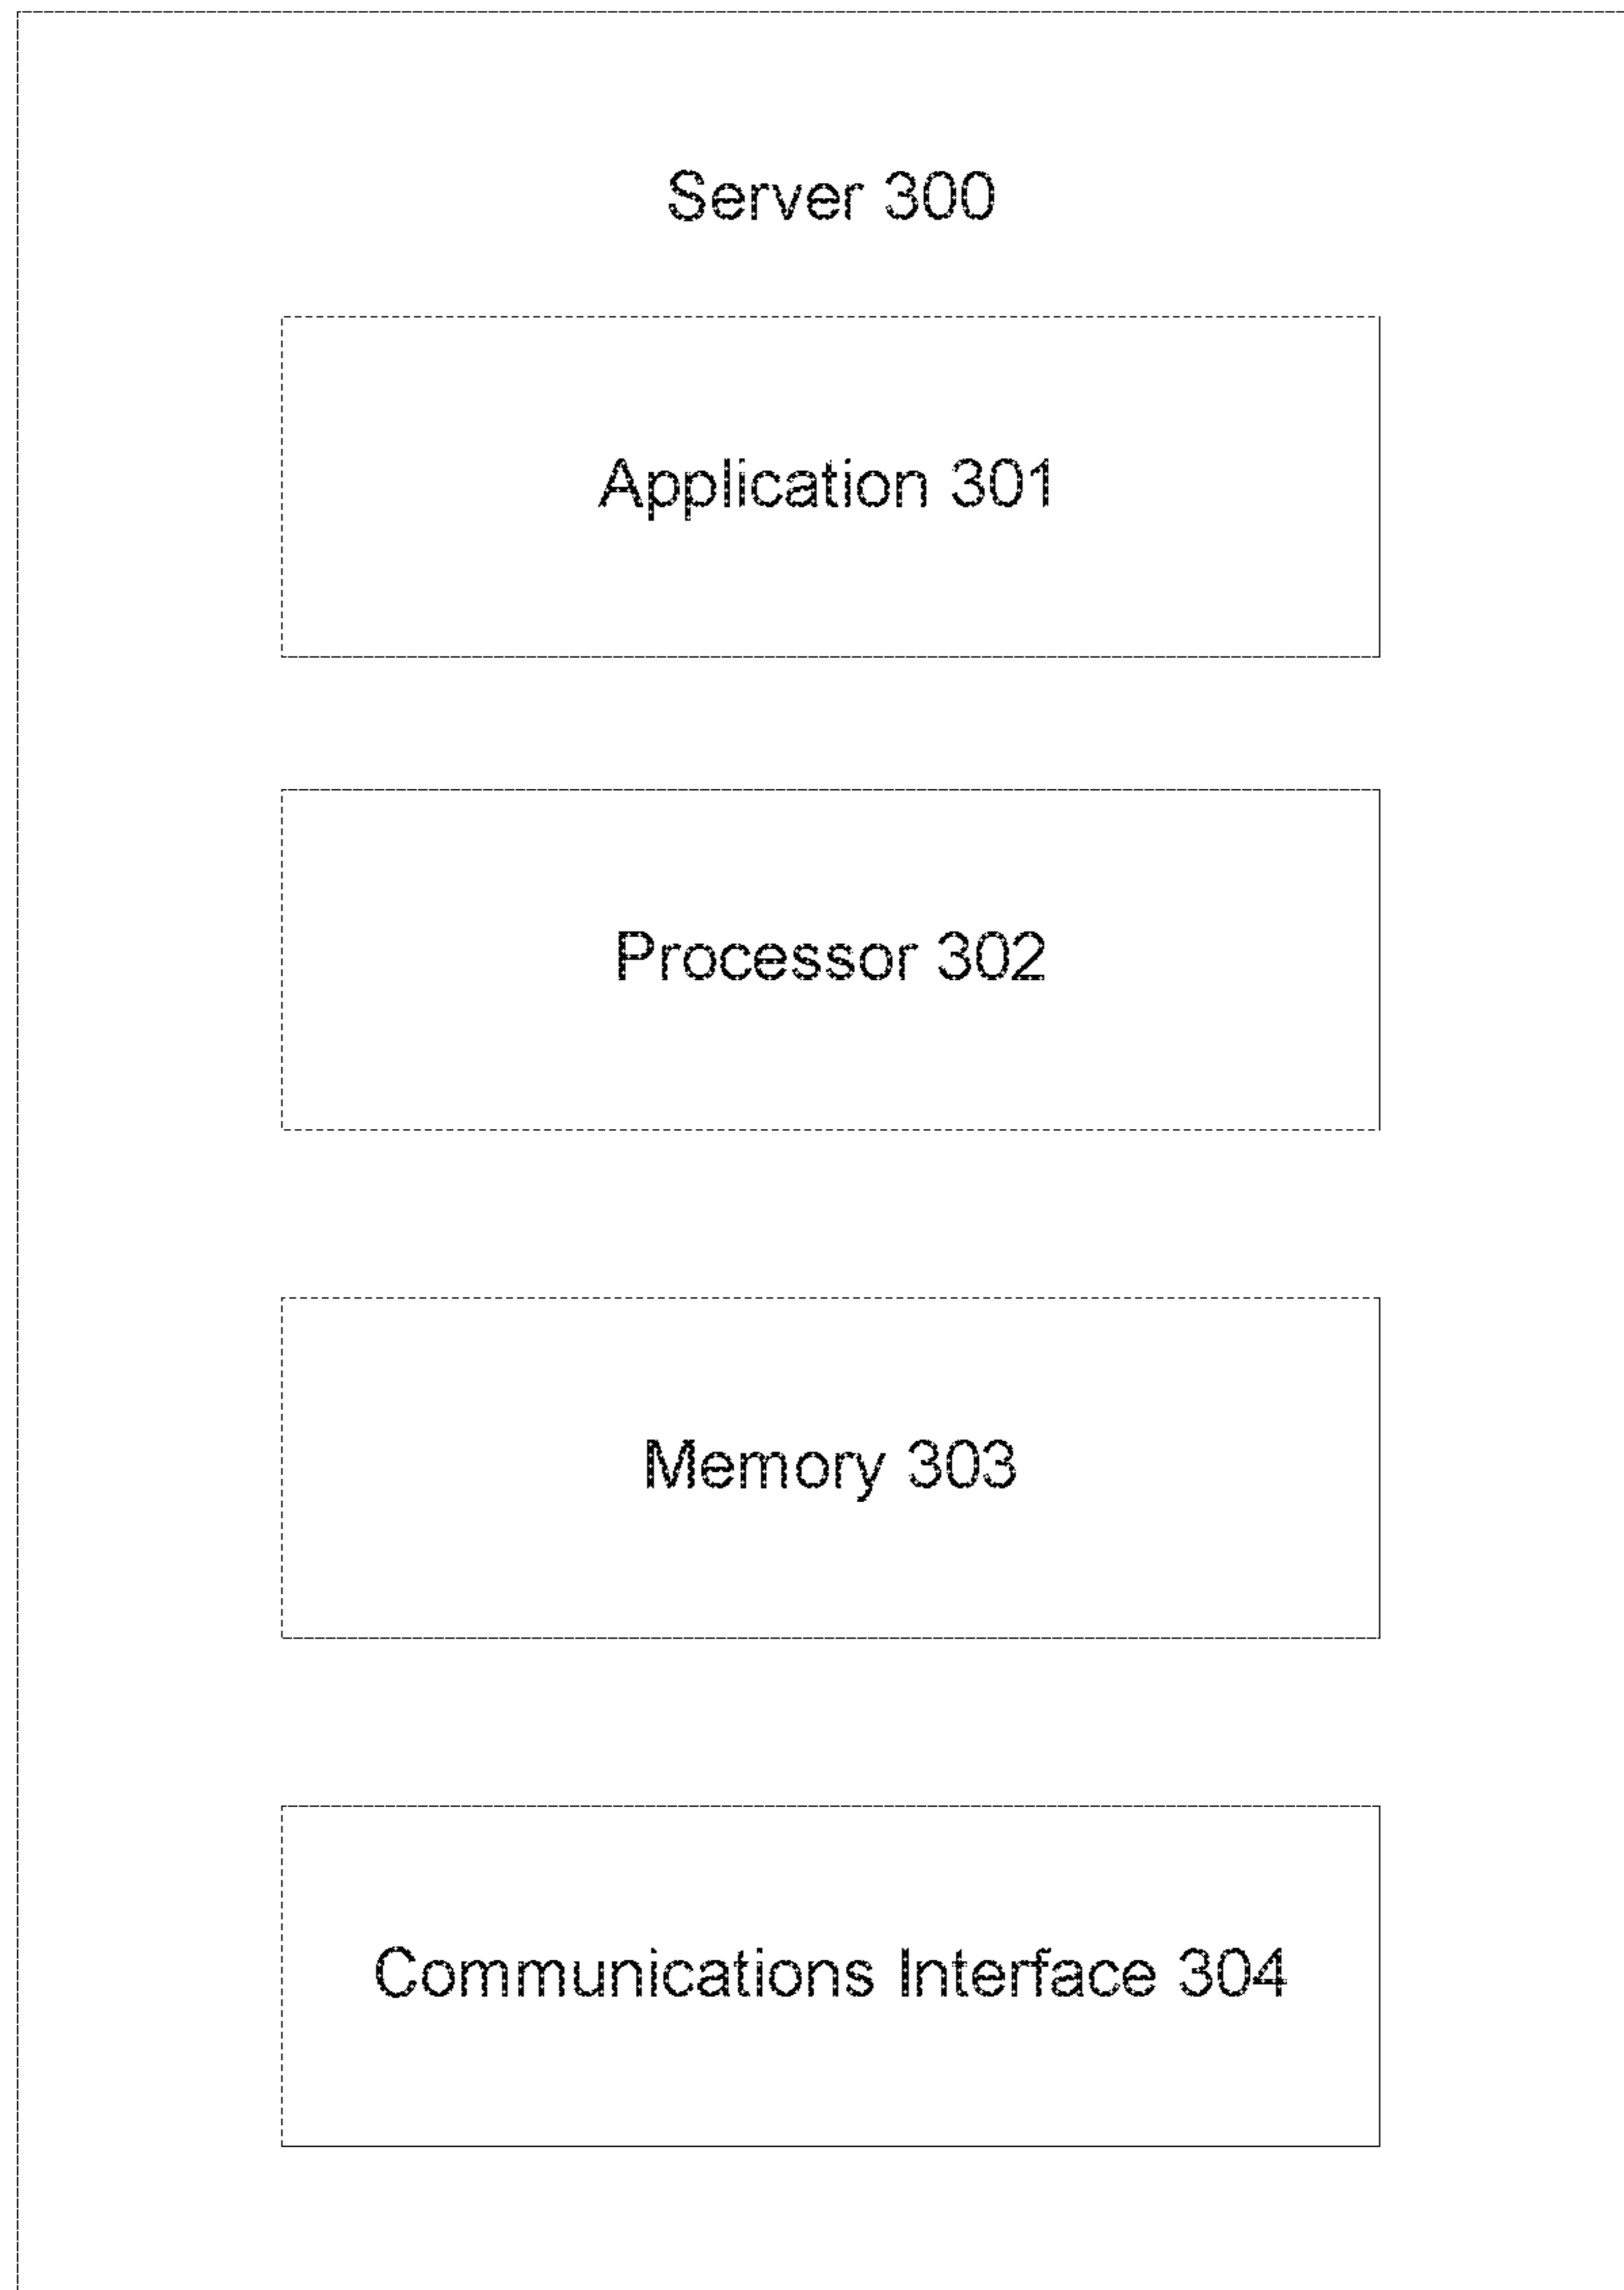 Server 300
Application 301
Processor 302
Memory 303
Communications Interface 304